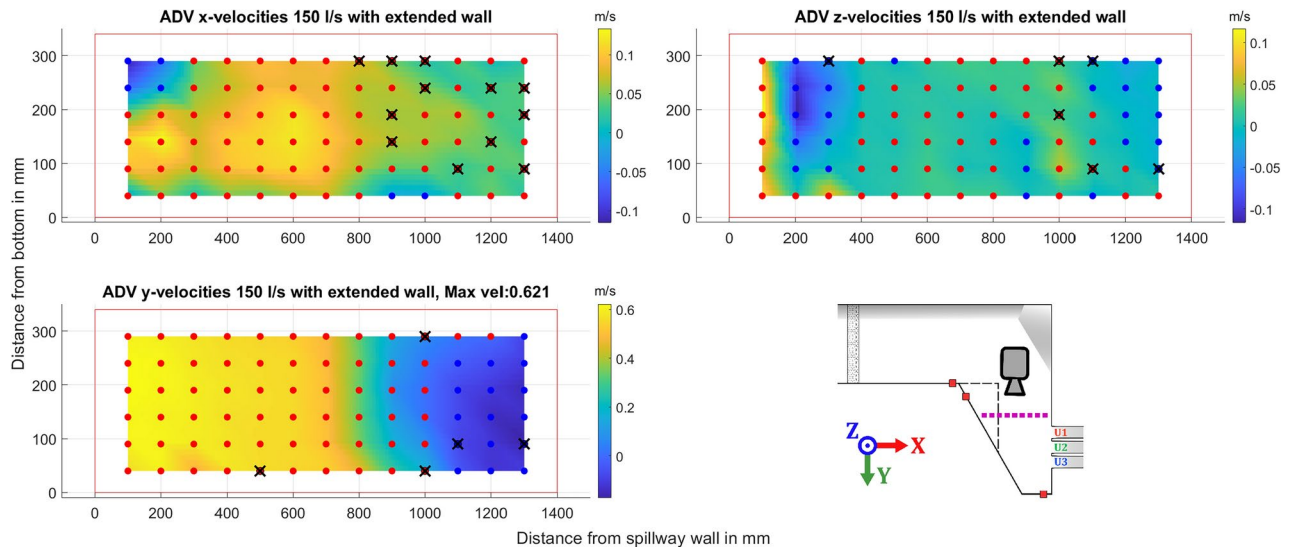 ADV x-velocities 150 l/s with extended wall
m/s
300
200
100
0
0 200 400 600 800 1000 1200 1400
0.1
0.05
0
-0.05
-0.1
ADV z-velocities 150 l/s with extended wall
m/s
300
200
100
0
0 200 400 600 800 1000 1200 1400
0.1
0.05
0
-0.05
-0.1
Distance from bottom in mm
ADV y-velocities 150 l/s with extended wall, Max vel:0.621
m/s
300
200
100
0
0 200 400 600 800 1000 1200 1400
0.6
0.4
0.2
0
Z
X
Y
U1
U2
U3
Distance from spillway wall in mm